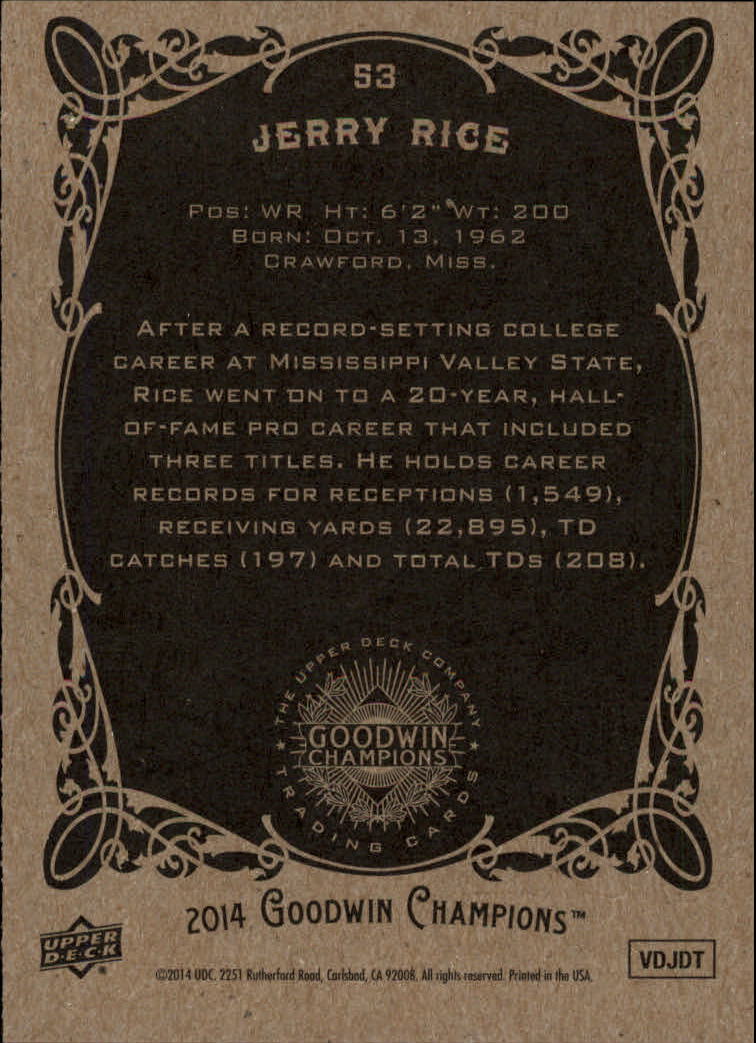 53
JERRY RICE
POS: WR HT: 6'2" WT: 200
BORN: OCT. 13, 1962
CRAWFORD, MISS.
AFTER A RECORD-SETTING COLLEGE
CAREER AT MISSISSIPPI VALLEY STATE,
RICE WENT ON TO A 20-YEAR, HALL-
OF-FAME PRO CAREER THAT INCLUDED
THREE TITLES. HE HOLDS CAREER
RECORDS FOR RECEPTIONS (1,549),
RECEIVING YARDS (22,895), TD
CATCHES (197) AND TOTAL TDS (208).
THE UPPER DECK COMPANY
GOODWIN
CHAMPIONS
TRADING CARDS
2014 GOODWIN CHAMPIONS™
UPPER
D·E·C·K®
©2014 UDC. 2251 Rutherford Road, Carlsbad, CA 92008. All rights reserved. Printed in the USA.
VDJDT